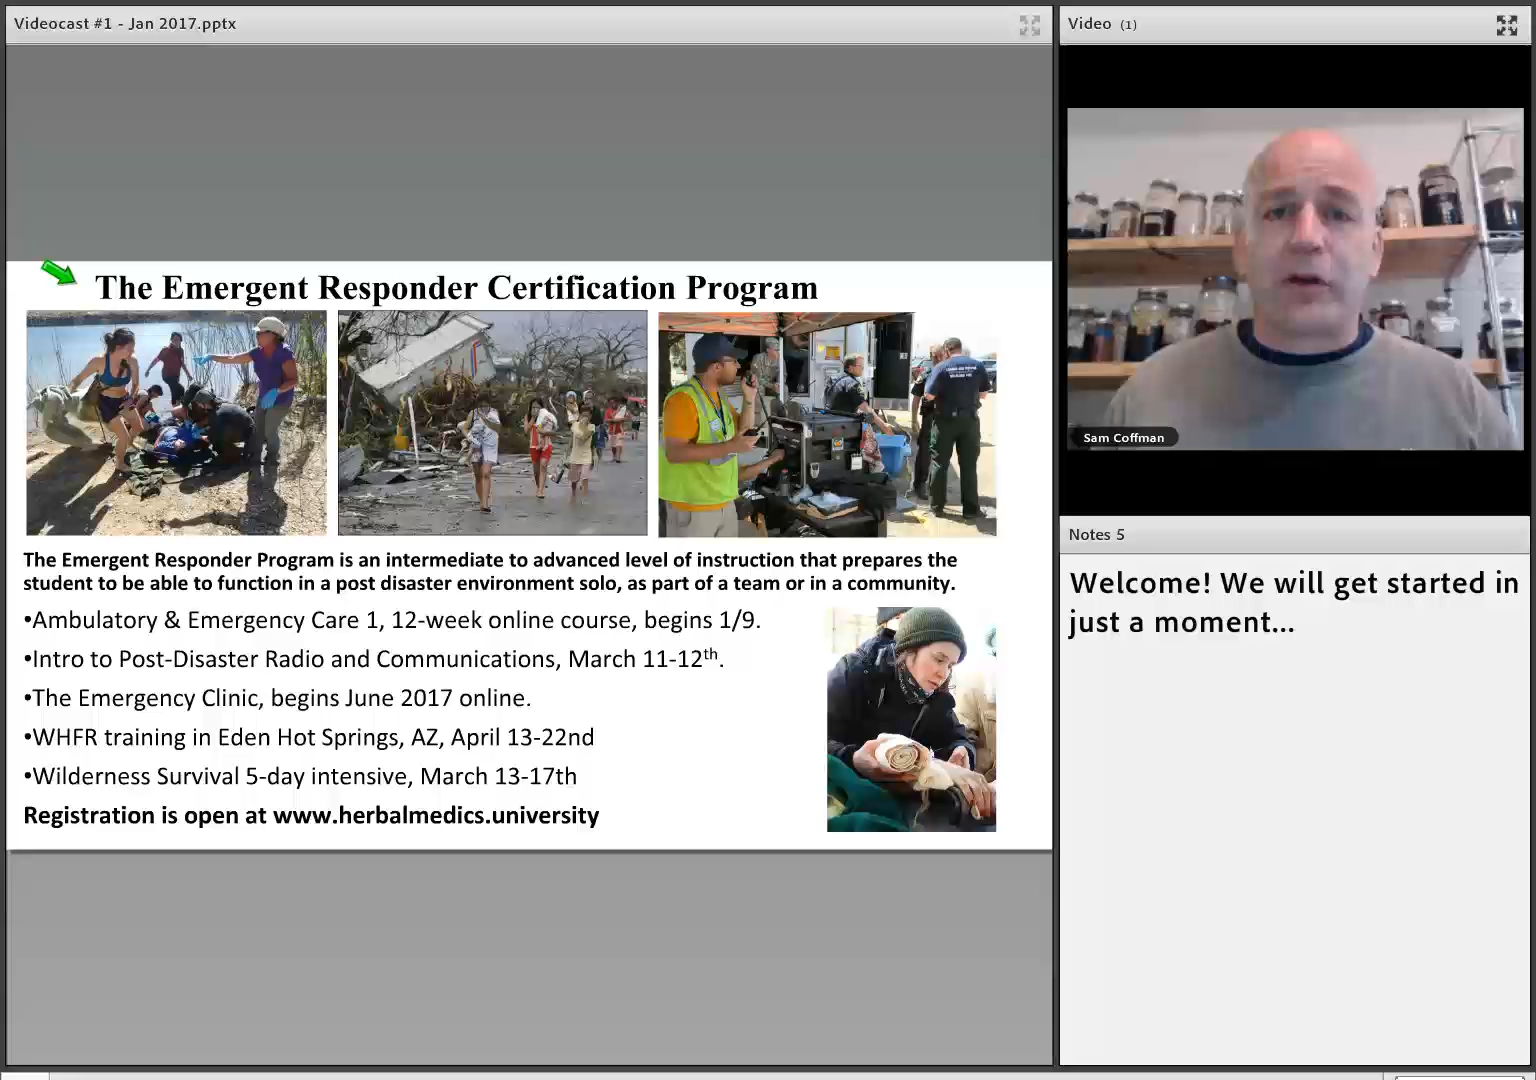 Videocast #1 - Jan 2017.pptx
Video (1)
The Emergent Responder Certification Program
The Emergent Responder Program is an intermediate to advanced level of instruction that prepares the
student to be able to function in a post disaster environment solo, as part of a team or in a community.
•Ambulatory & Emergency Care 1, 12-week online course, begins 1/9.
•Intro to Post-Disaster Radio and Communications, March 11-12th.
•The Emergency Clinic, begins June 2017 online.
•WHFR training in Eden Hot Springs, AZ, April 13-22nd
•Wilderness Survival 5-day intensive, March 13-17th
Registration is open at www.herbalmedics.university
Sam Coffman
Notes 5
Welcome! We will get started in
just a moment...